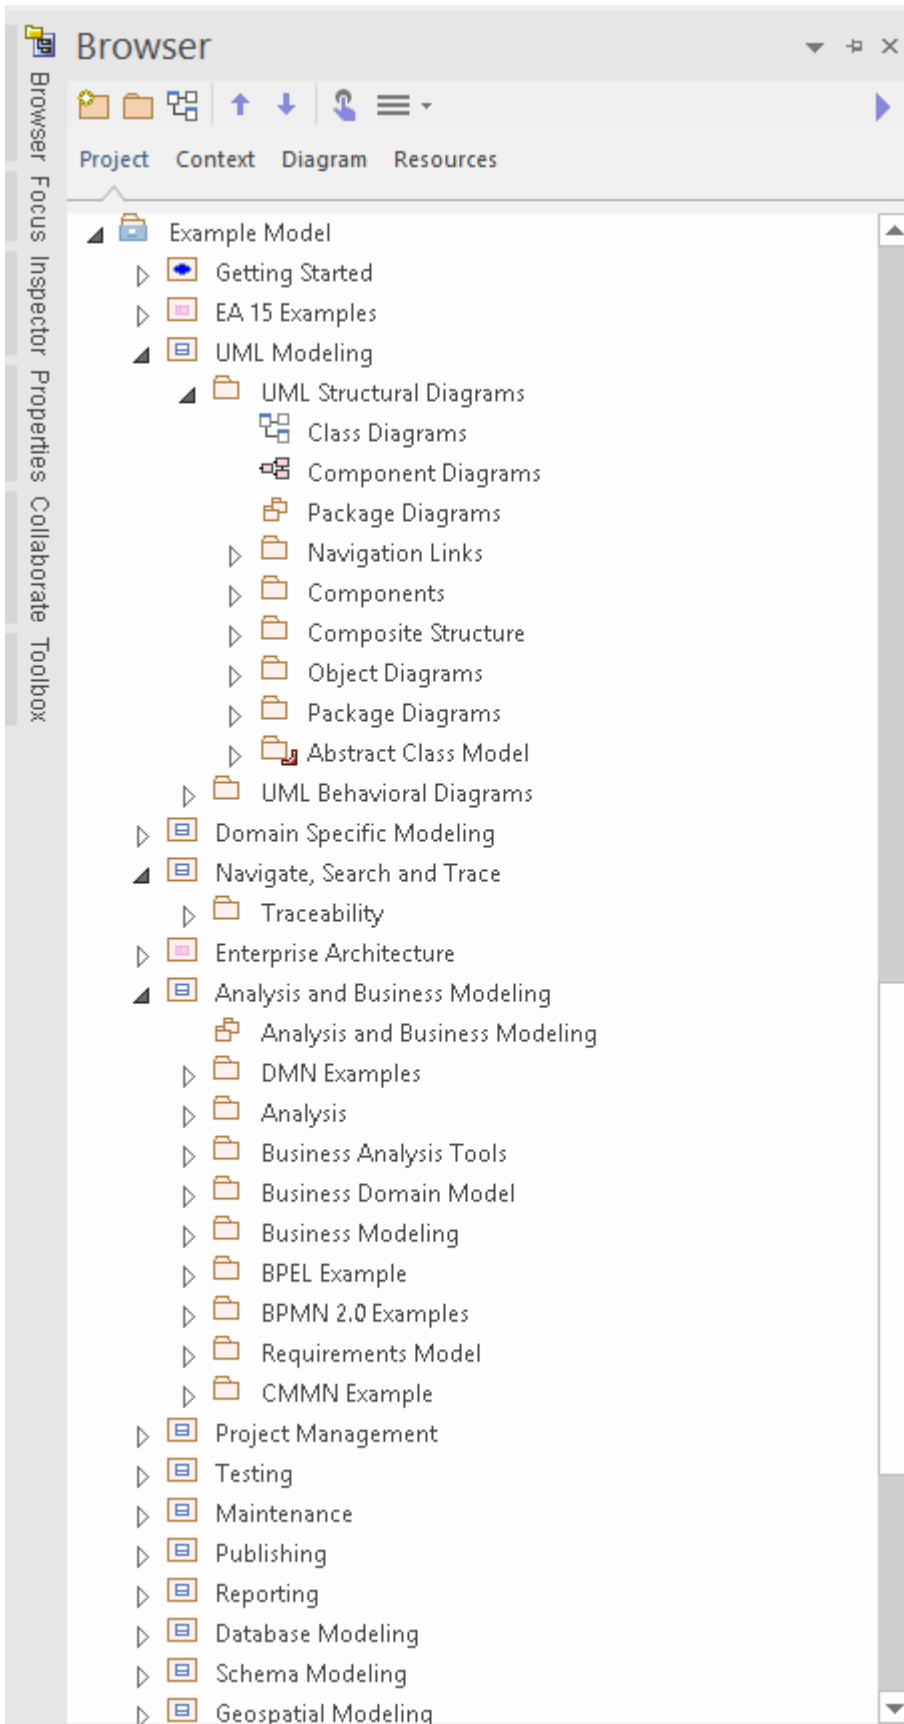 Browser
Project Context Diagram Resources
Browser
Focus
Inspector
Properties
Collaborate
Toolbox
Example Model
Getting Started
EA 15 Examples
UML Modeling
UML Structural Diagrams
Class Diagrams
Component Diagrams
Package Diagrams
Navigation Links
Components
Composite Structure
Object Diagrams
Package Diagrams
Abstract Class Model
UML Behavioral Diagrams
Domain Specific Modeling
Navigate, Search and Trace
Traceability
Enterprise Architecture
Analysis and Business Modeling
Analysis and Business Modeling
DMN Examples
Analysis
Business Analysis Tools
Business Domain Model
Business Modeling
BPEL Example
BPMN 2.0 Examples
Requirements Model
CMMN Example
Project Management
Testing
Maintenance
Publishing
Reporting
Database Modeling
Schema Modeling
Geospatial Modeling